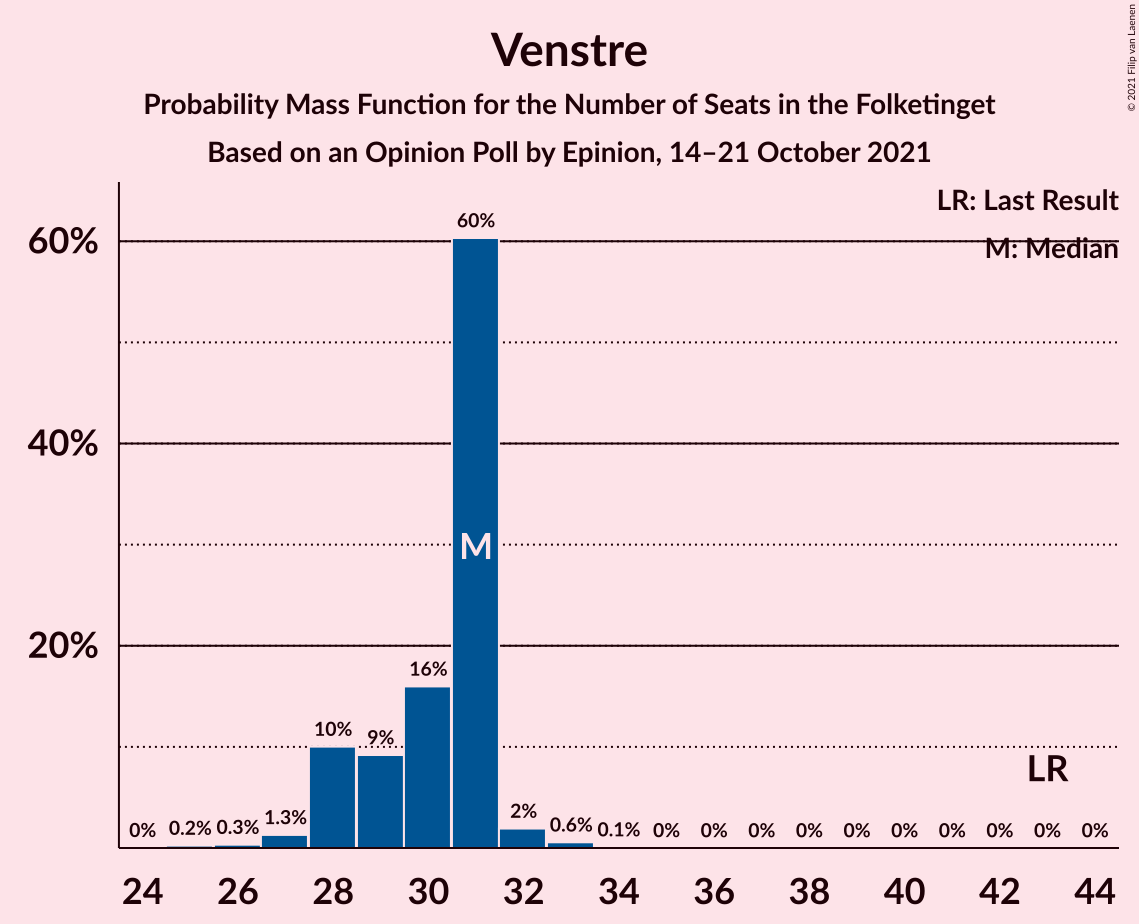 Venstre
Probability Mass Function for the Number of Seats in the Folketinget
Based on an Opinion Poll by Epinion, 14–21 October 2021
© 2021 Filip van Laenen
LR: Last Result
M: Median
60%
40%
20%
0% 0.2% 0.3% 1.3% 10% 9% 16% 60% 2% 0.6% 0.1% 0% 0% 0% 0% 0% 0% 0% 0% 0% 0%
M
LR
24 26 28 30 32 34 36 38 40 42 44